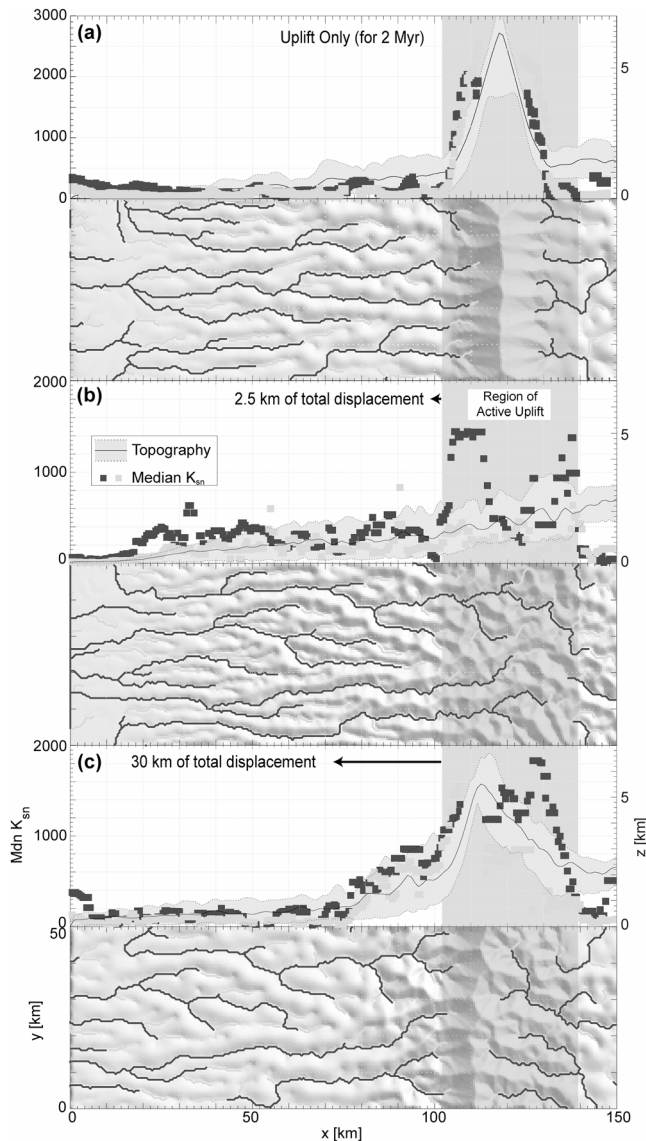 3000
(a)
Uplift Only (for 2 Myr)
5
2000
1000
0
0
2000
(b)
2.5 km of total displacement
Region of
Active Uplift
5
Topography
Median Ksn
1000
0
0
2000
(c)
30 km of total displacement
5
Mdn Ksn
z [km]
1000
0
0
50
y [km]
0
0
50
100
150
x [km]